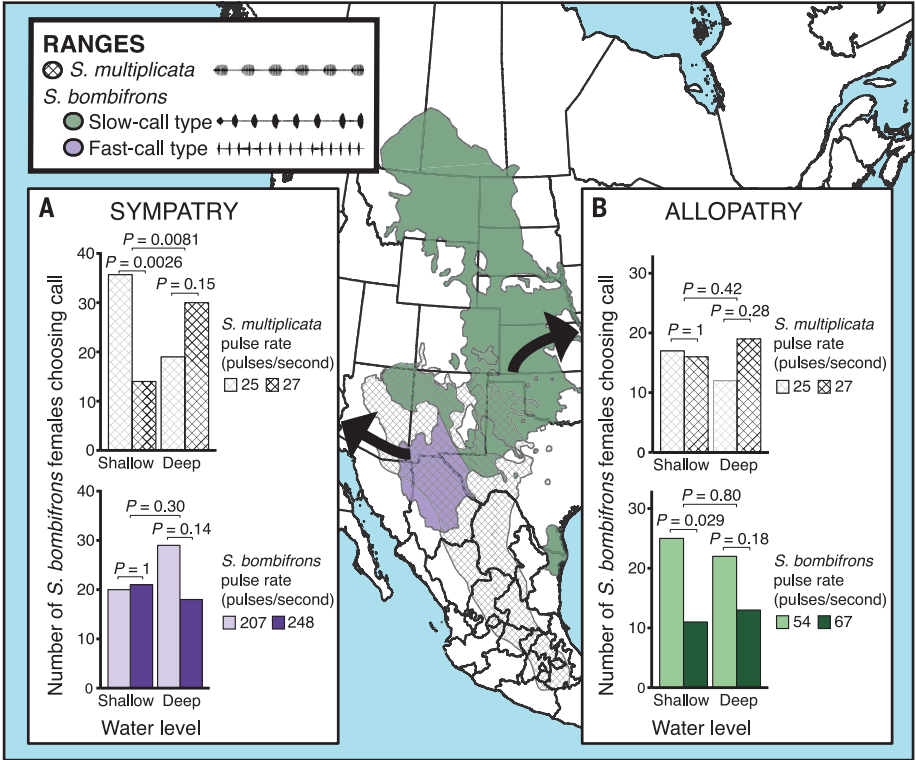 RANGES
S. multiplicata
S. bombifrons
Slow-call type
Fast-call type
A
SYMPATRY
Number of S. bombifrons females choosing call
P = 0.0081
P = 0.0026
P = 0.15
40
30
20
10
0
Shallow
Deep
S. multiplicata
pulse rate
(pulses/second)
25 27
P = 0.30
P = 0.14
P = 1
40
30
20
10
0
Shallow
Deep
S. bombifrons
pulse rate
(pulses/second)
207 248
Water level
B
ALLOPATRY
Number of S. bombifrons females choosing call
P = 0.42
P = 0.28
P = 1
30
20
10
0
Shallow
Deep
S. multiplicata
pulse rate
(pulses/second)
25 27
P = 0.80
P = 0.029
P = 0.18
30
20
10
0
Shallow
Deep
S. bombifrons
pulse rate
(pulses/second)
54 67
Water level